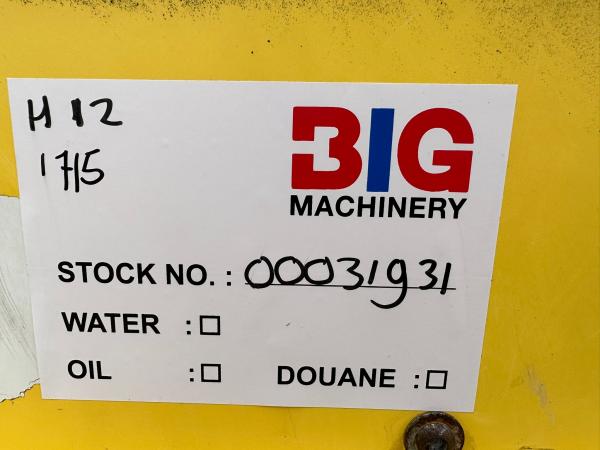 H 12
1715
BIG
MACHINERY
STOCK NO. : 00031931
WATER : ☐
OIL : ☐ DOUANE : ☐